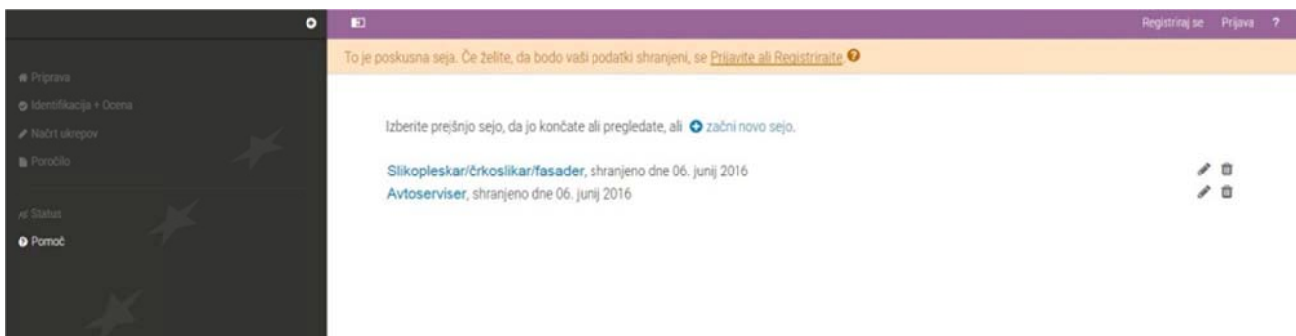 Registriraj se Prijava ?
To je poskusna seja. Če želite, da bodo vaši podatki shranjeni, se Prijavite ali Registrirajte.
Priprava
Identifikacija + Ocena
Načrt ukrepov
Poročilo
Status
Pomoč
Izberite prejšnjo sejo, da jo končate ali pregledate, ali začni novo sejo.
Slikopleskar/črkoslikar/fasader, shranjeno dne 06. junij 2016
Avtoserviser, shranjeno dne 06. junij 2016